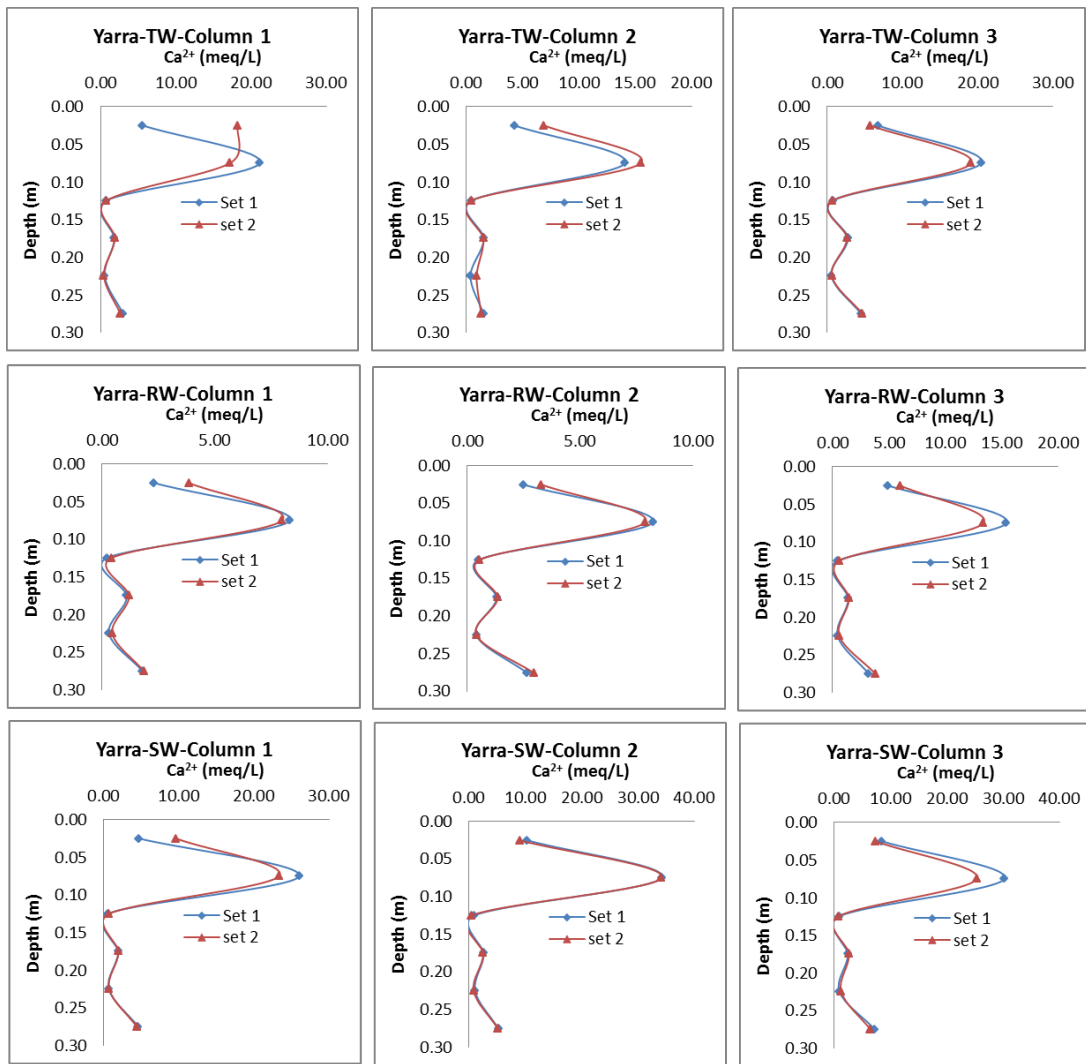 Yarra-TW-Column 1
Ca²⁺ (meq/L)
0.00 10.00 20.00 30.00
0.00
0.05
0.10
0.15
0.20
0.25
0.30
Depth (m)
Set 1
set 2
Yarra-TW-Column 2
Ca²⁺ (meq/L)
0.00 5.00 10.00 15.00 20.00
0.00
0.05
0.10
0.15
0.20
0.25
0.30
Depth (m)
Set 1
set 2
Yarra-TW-Column 3
Ca²⁺ (meq/L)
0.00 10.00 20.00 30.00
0.00
0.05
0.10
0.15
0.20
0.25
0.30
Depth (m)
Set 1
set 2
Yarra-RW-Column 1
Ca²⁺ (meq/L)
0.00 5.00 10.00
0.00
0.05
0.10
0.15
0.20
0.25
0.30
Depth (m)
Set 1
set 2
Yarra-RW-Column 2
Ca²⁺ (meq/L)
0.00 5.00 10.00
0.00
0.05
0.10
0.15
0.20
0.25
0.30
Depth (m)
Set 1
set 2
Yarra-RW-Column 3
Ca²⁺ (meq/L)
0.00 5.00 10.00 15.00 20.00
0.00
0.05
0.10
0.15
0.20
0.25
0.30
Depth (m)
Set 1
set 2
Yarra-SW-Column 1
Ca²⁺ (meq/L)
0.00 10.00 20.00 30.00
0.00
0.05
0.10
0.15
0.20
0.25
0.30
Depth (m)
Set 1
set 2
Yarra-SW-Column 2
Ca²⁺ (meq/L)
0.00 10.00 20.00 30.00 40.00
0.00
0.05
0.10
0.15
0.20
0.25
0.30
Depth (m)
Set 1
set 2
Yarra-SW-Column 3
Ca²⁺ (meq/L)
0.00 10.00 20.00 30.00 40.00
0.00
0.05
0.10
0.15
0.20
0.25
0.30
Depth (m)
Set 1
set 2